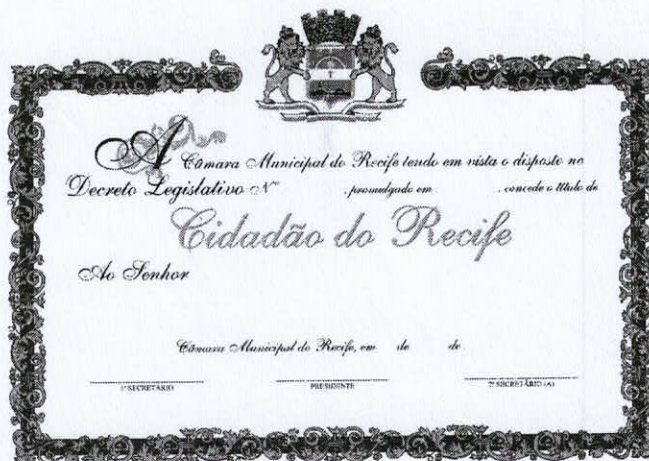 A Câmara Municipal do Recife tendo em vista o disposto no
Decreto Legislativo Nº , promulgado em , concede o título de
Cidadão do Recife
Ao Senhor
Câmara Municipal do Recife, em de de
1º SECRETÁRIO PRESIDENTE 2º SECRETÁRIO (A)